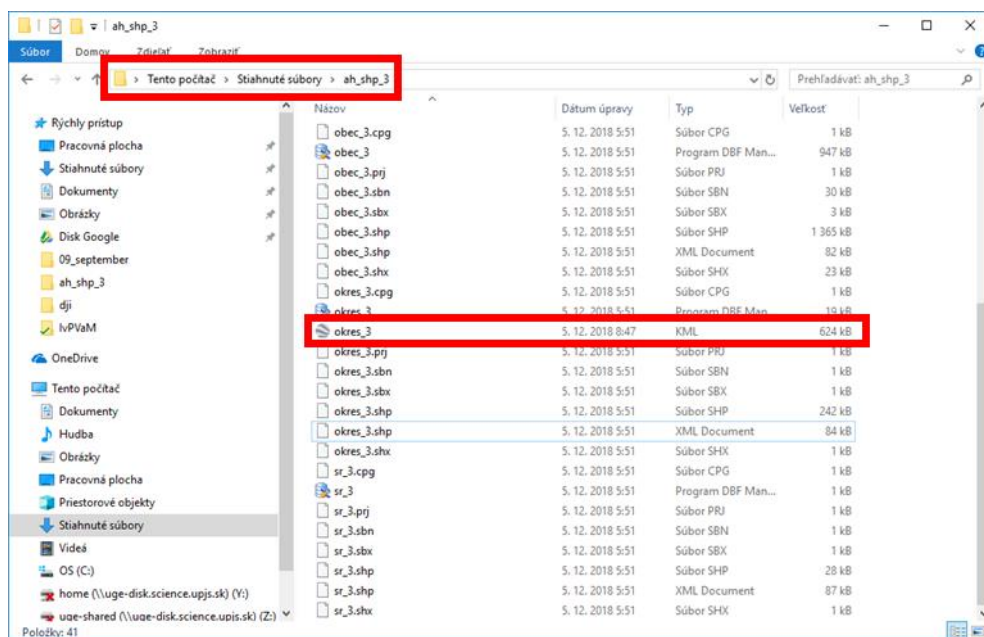 ah_shp_3
Súbor Domov Zdieľať Zobraziť
Tento počítač Stiahnuté súbory ah_shp_3 Prehľadávať: ah_shp_3
Názov Dátum úpravy Typ Veľkosť
Rýchly prístup
Pracovná plocha
Stiahnuté súbory
Dokumenty
Obrázky
Disk Google
09_september
ah_shp_3
dji
IvPVaM
OneDrive
Tento počítač
Dokumenty
Hudba
Obrázky
Pracovná plocha
Priestorové objekty
Stiahnuté súbory
Videá
OS (C:)
home (\\uge-disk.science.upjs.sk) (Y:)
uge-shared (\\uge-disk.science.upjs.sk) (Z:)
obec_3.cpg 5. 12. 2018 5:51 Súbor CPG 1 kB
obec_3 5. 12. 2018 5:51 Program DBF Man... 947 kB
obec_3.prj 5. 12. 2018 5:51 Súbor PRJ 1 kB
obec_3.sbn 5. 12. 2018 5:51 Súbor SBN 30 kB
obec_3.sbx 5. 12. 2018 5:51 Súbor SBX 3 kB
obec_3.shp 5. 12. 2018 5:51 Súbor SHP 1 365 kB
obec_3.shp 5. 12. 2018 5:51 XML Document 82 kB
obec_3.shx 5. 12. 2018 5:51 Súbor SHX 23 kB
okres_3.cpg 5. 12. 2018 5:51 Súbor CPG 1 kB
okres_3 5. 12. 2018 5:51 Program DBF Man... 19 kB
okres_3 5. 12. 2018 8:47 KML 624 kB
okres_3.prj 5. 12. 2018 5:51 Súbor PRJ 1 kB
okres_3.sbn 5. 12. 2018 5:51 Súbor SBN 1 kB
okres_3.sbx 5. 12. 2018 5:51 Súbor SBX 1 kB
okres_3.shp 5. 12. 2018 5:51 Súbor SHP 242 kB
okres_3.shp 5. 12. 2018 5:51 XML Document 84 kB
okres_3.shx 5. 12. 2018 5:51 Súbor SHX 1 kB
sr_3.cpg 5. 12. 2018 5:51 Súbor CPG 1 kB
sr_3 5. 12. 2018 5:51 Program DBF Man... 1 kB
sr_3.prj 5. 12. 2018 5:51 Súbor PRJ 1 kB
sr_3.sbn 5. 12. 2018 5:51 Súbor SBN 1 kB
sr_3.sbx 5. 12. 2018 5:51 Súbor SBX 1 kB
sr_3.shp 5. 12. 2018 5:51 Súbor SHP 28 kB
sr_3.shp 5. 12. 2018 5:51 XML Document 87 kB
sr_3.shx 5. 12. 2018 5:51 Súbor SHX 1 kB
Položky: 41